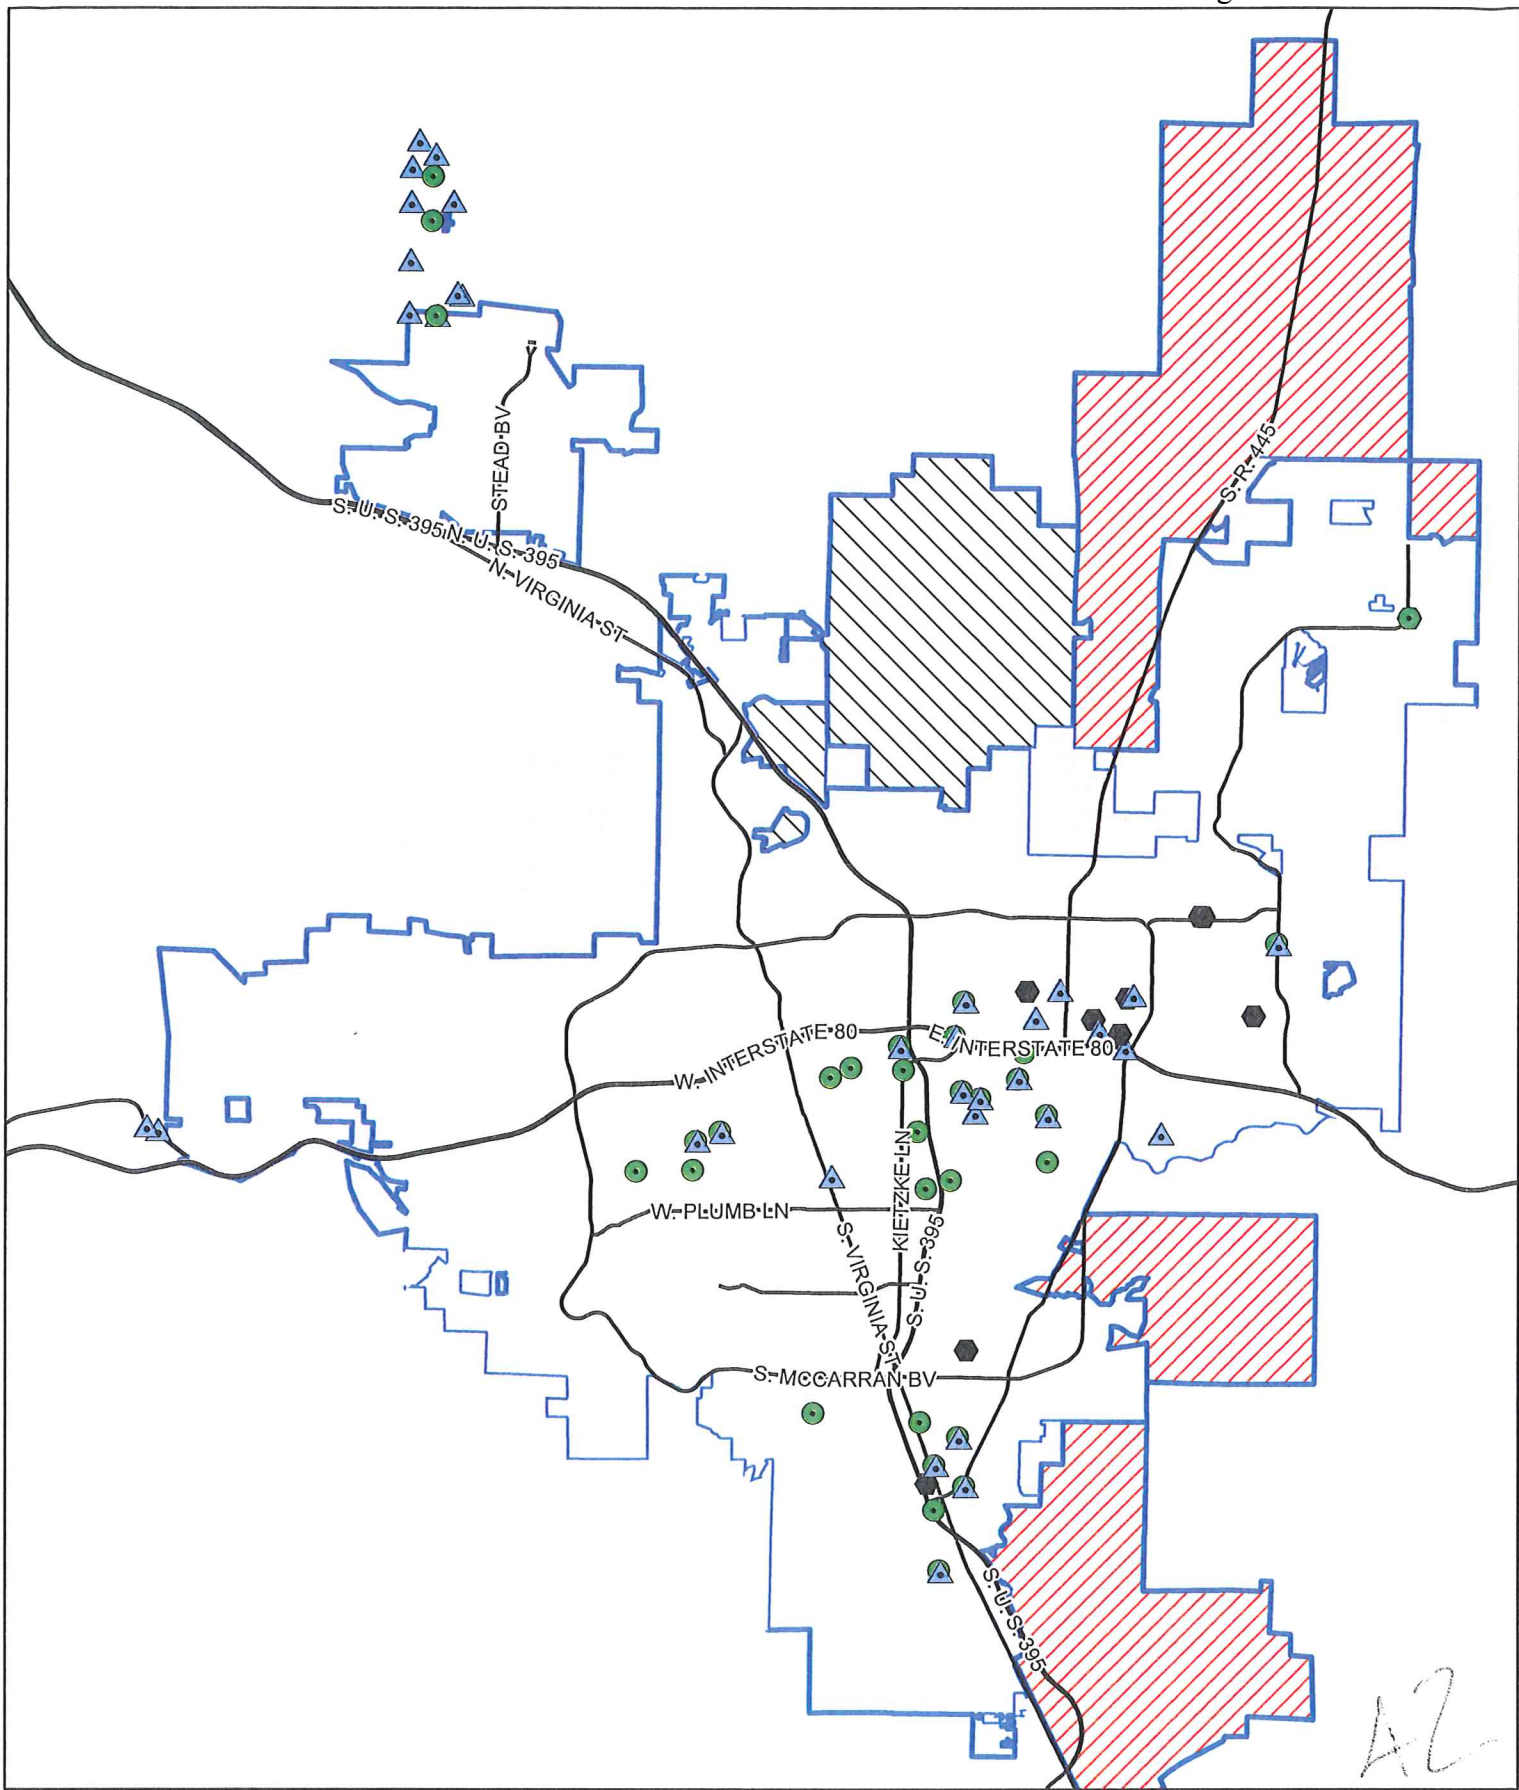 g
STEAD BV
S. R. 445
S. U. S. 395
N. U. S. 395
N. VIRGINIA ST
W. INTERSTATE 80
E. INTERSTATE 80
KIETZKE LN
W. PLUMB LN
S. VIRGINIA ST
S. U. S. 395
S. MCCARRAN BV
S. U. S. 395
A2